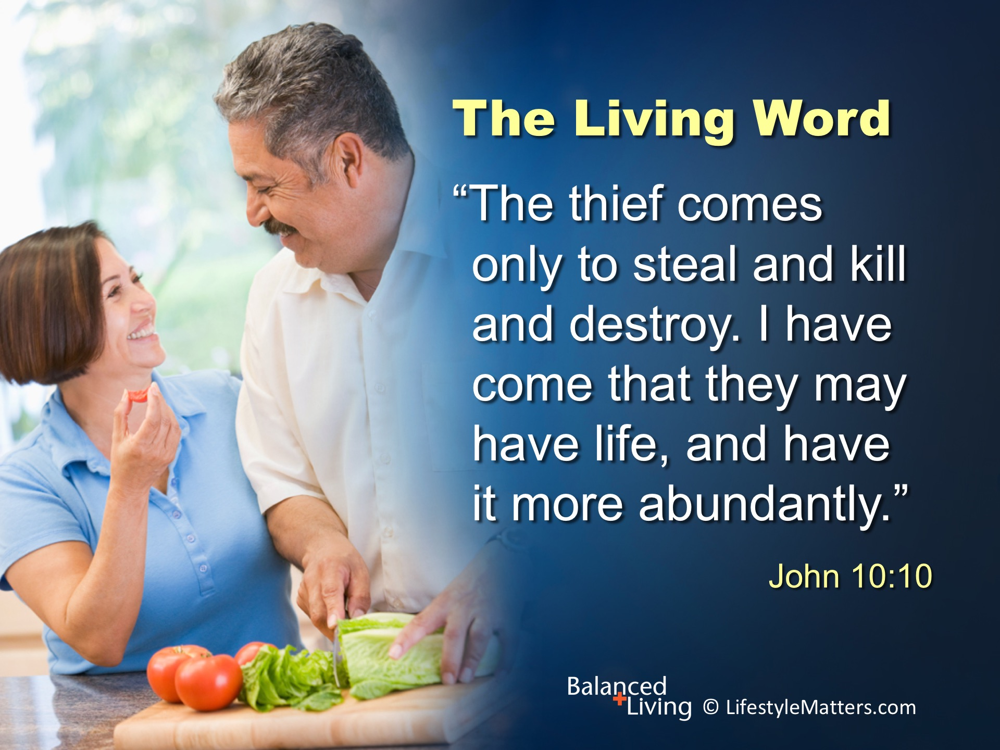 The Living Word
“The thief comes
only to steal and kill
and destroy. I have
come that they may
have life, and have
it more abundantly.”
John 10:10
Balanced
Living © LifestyleMatters.com